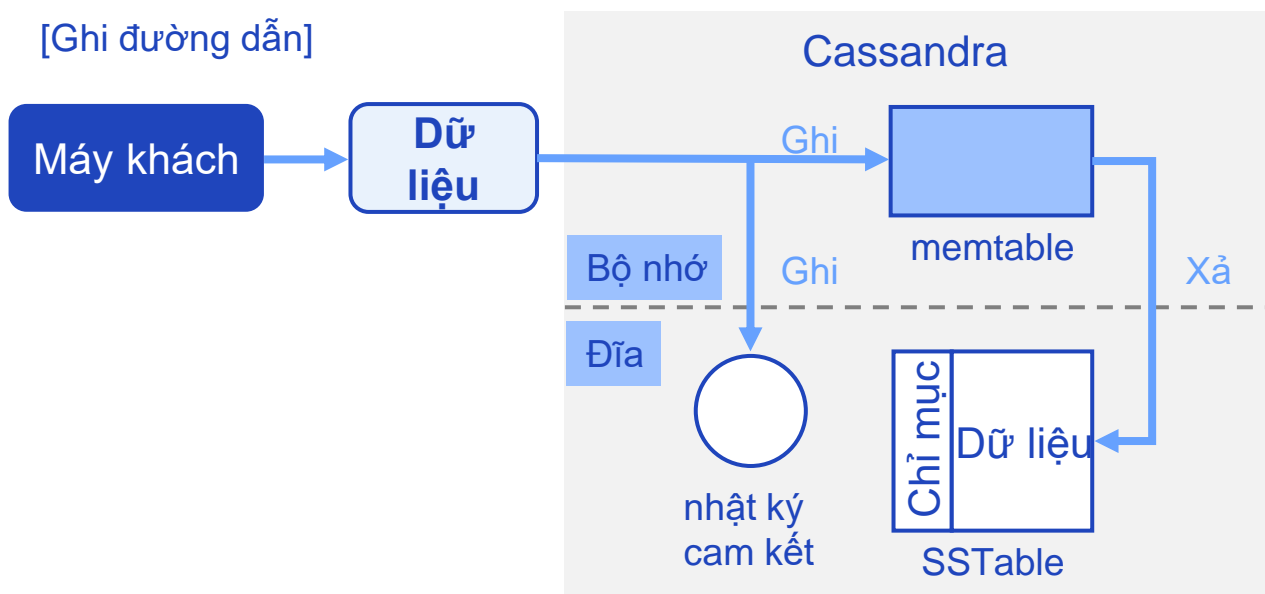 [Ghi đường dẫn]
Cassandra
Máy khách
Dữ
liệu
Ghi
memtable
Bộ nhớ
Ghi
Xả
Đĩa
Chỉ mục
Dữ liệu
nhật ký
cam kết
SSTable